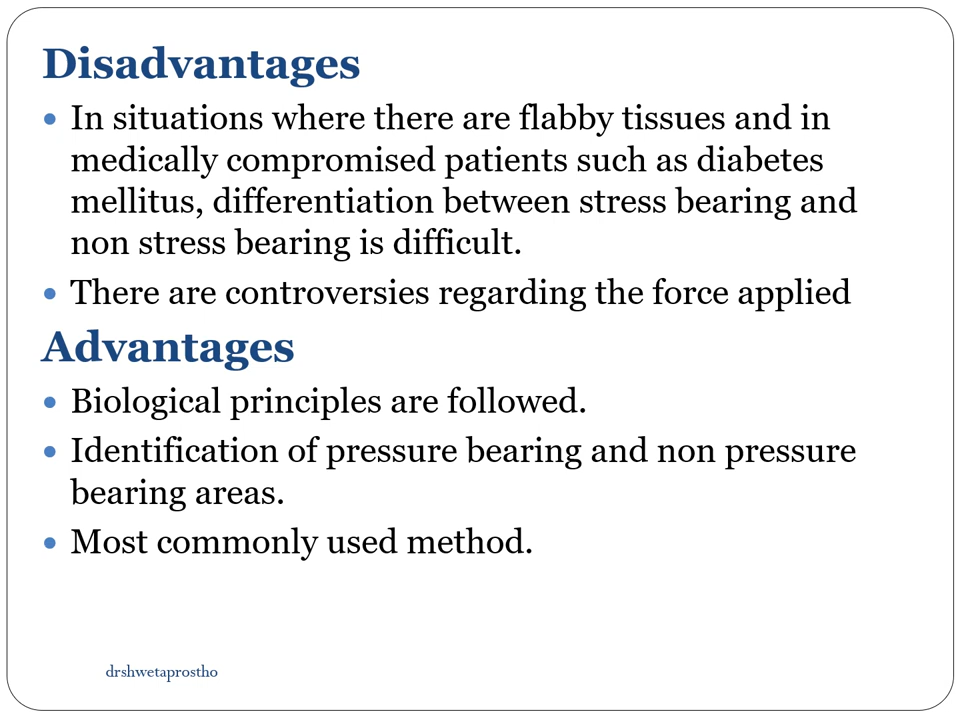 Disadvantages
• In situations where there are flabby tissues and in
medically compromised patients such as diabetes
mellitus, differentiation between stress bearing and
non stress bearing is difficult.
• There are controversies regarding the force applied
Advantages
• Biological principles are followed.
• Identification of pressure bearing and non pressure
bearing areas.
• Most commonly used method.
drshwetaprostho